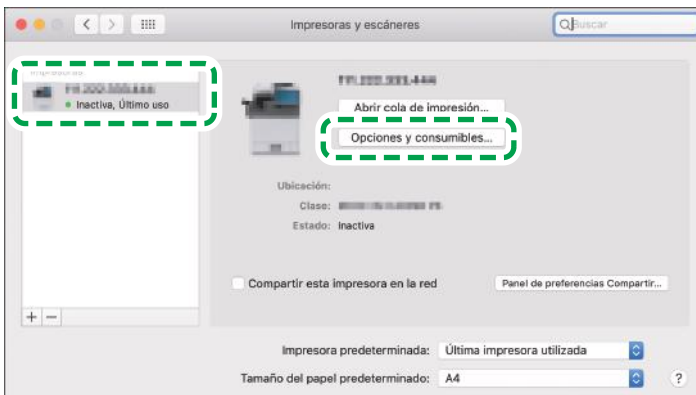 Impresoras y escáneres
Buscar
Impresoras
Inactiva, Último uso
Abrir cola de impresión...
Opciones y consumibles...
Ubicación:
Clase:
Estado: Inactiva
Compartir esta impresora en la red
Panel de preferencias Compartir...
Impresora predeterminada: Última impresora utilizada
Tamaño del papel predeterminado: A4
?